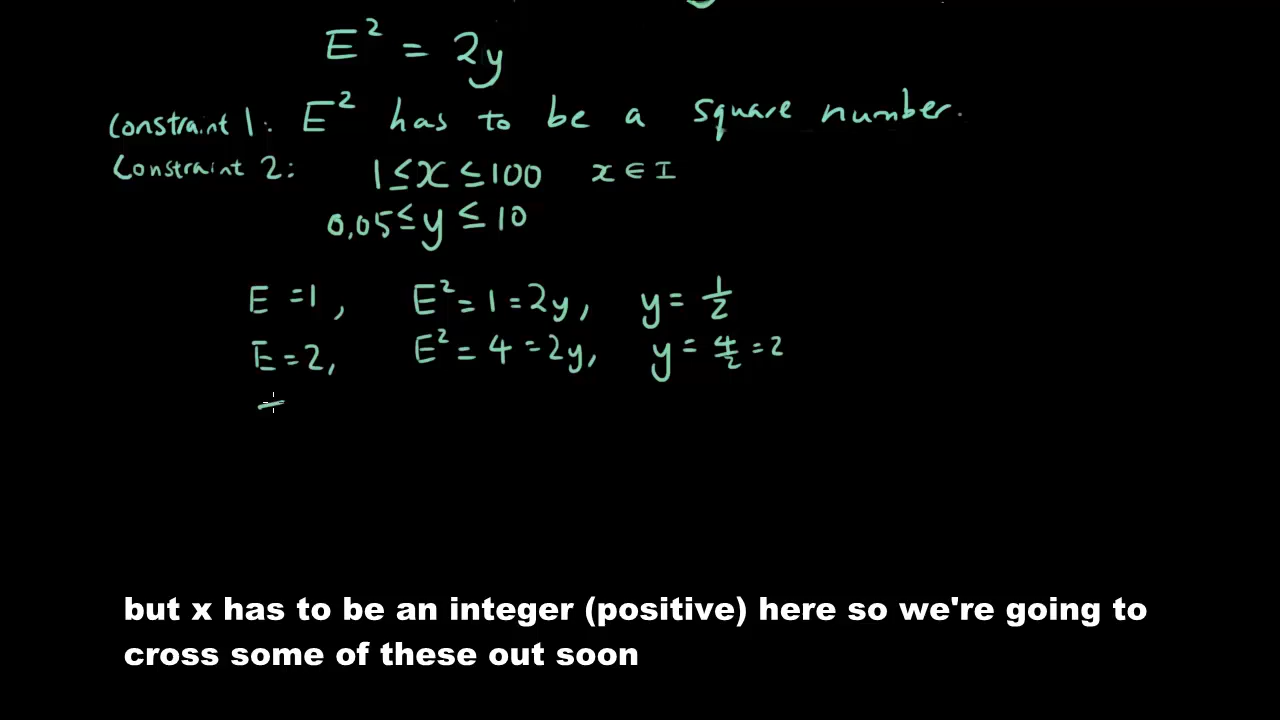 E² = 2y
Constraint 1: E² has to be a square number.
Constraint 2: 1 ≤ x ≤ 100 x ∈ I
0,05 ≤ y ≤ 10
E = 1, E² = 1 = 2y, y = 1/2
E = 2, E² = 4 = 2y, y = 4/2 = 2
but x has to be an integer (positive) here so we're going to
cross some of these out soon